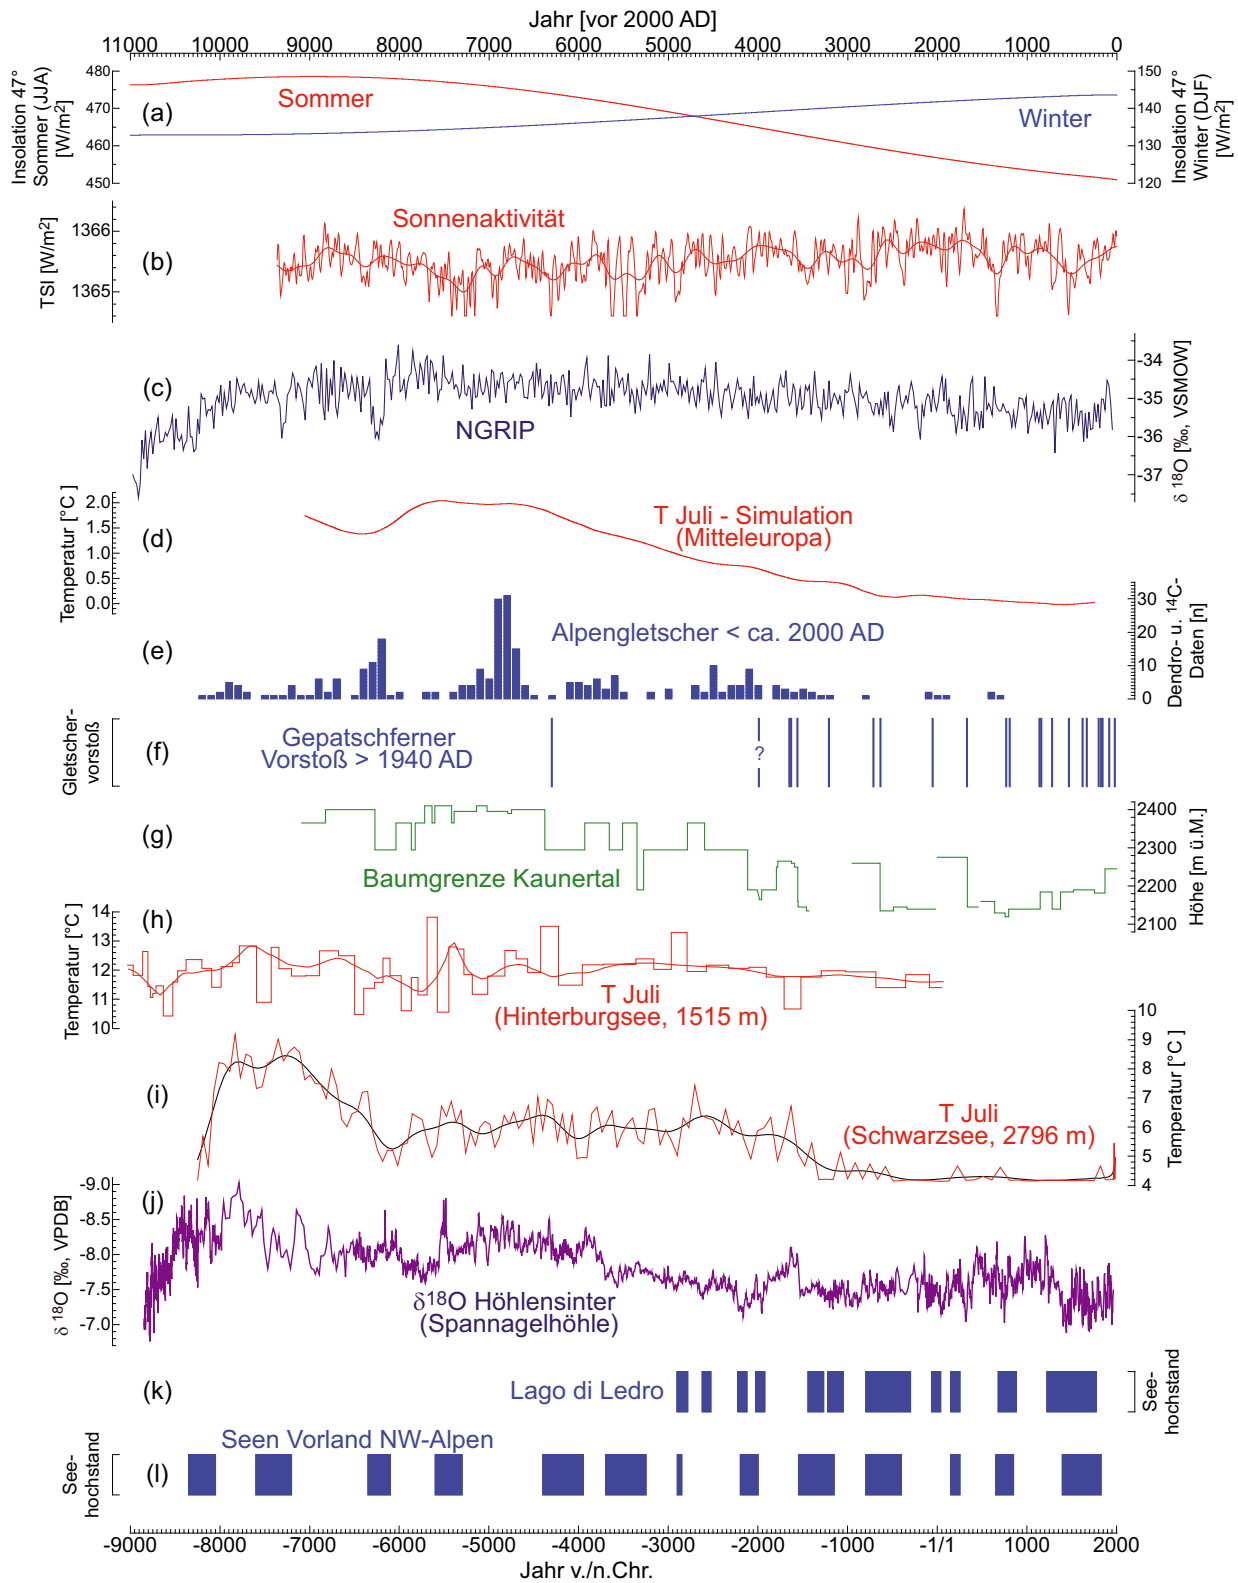 Jahr [vor 2000 AD]
11000 10000 9000 8000 7000 6000 5000 4000 3000 2000 1000 0
Insolation 47°
Sommer (JJA)
[W/m²]
480
470
460
450
(a)
Sommer
Winter
150
140
130
120
Insolation 47°
Winter (DJF)
[W/m²]
TSI [W/m²]
1366
1365
(b)
Sonnenaktivität
(c)
NGRIP
-34
-35
-36
-37
δ 18O [‰, VSMOW]
Temperatur [°C ]
2.0
1.5
1.0
0.5
0.0
(d)
T Juli - Simulation
(Mitteleuropa)
(e)
Alpengletscher < ca. 2000 AD
30
20
10
0
Dendro- u. 14C-
Daten [n]
Gletscher-
vorstoß
(f)
Gepatschferner
Vorstoß > 1940 AD
?
(g)
Baumgrenze Kaunertal
2400
2300
2200
2100
Höhe [m ü.M.]
Temperatur [°C ]
14
13
12
11
10
(h)
T Juli
(Hinterburgsee, 1515 m)
(i)
T Juli
(Schwarzsee, 2796 m)
10
9
8
7
6
5
4
Temperatur [°C ]
δ 18O [‰, VPDB]
-9.0
-8.5
-8.0
-7.5
-7.0
(j)
δ18O Höhlensinter
(Spannagelhöhle)
(k)
Lago di Ledro
See-
hochstand
See-
hochstand
(l)
Seen Vorland NW-Alpen
-9000 -8000 -7000 -6000 -5000 -4000 -3000 -2000 -1000 -1/1 1000 2000
Jahr v./n.Chr.